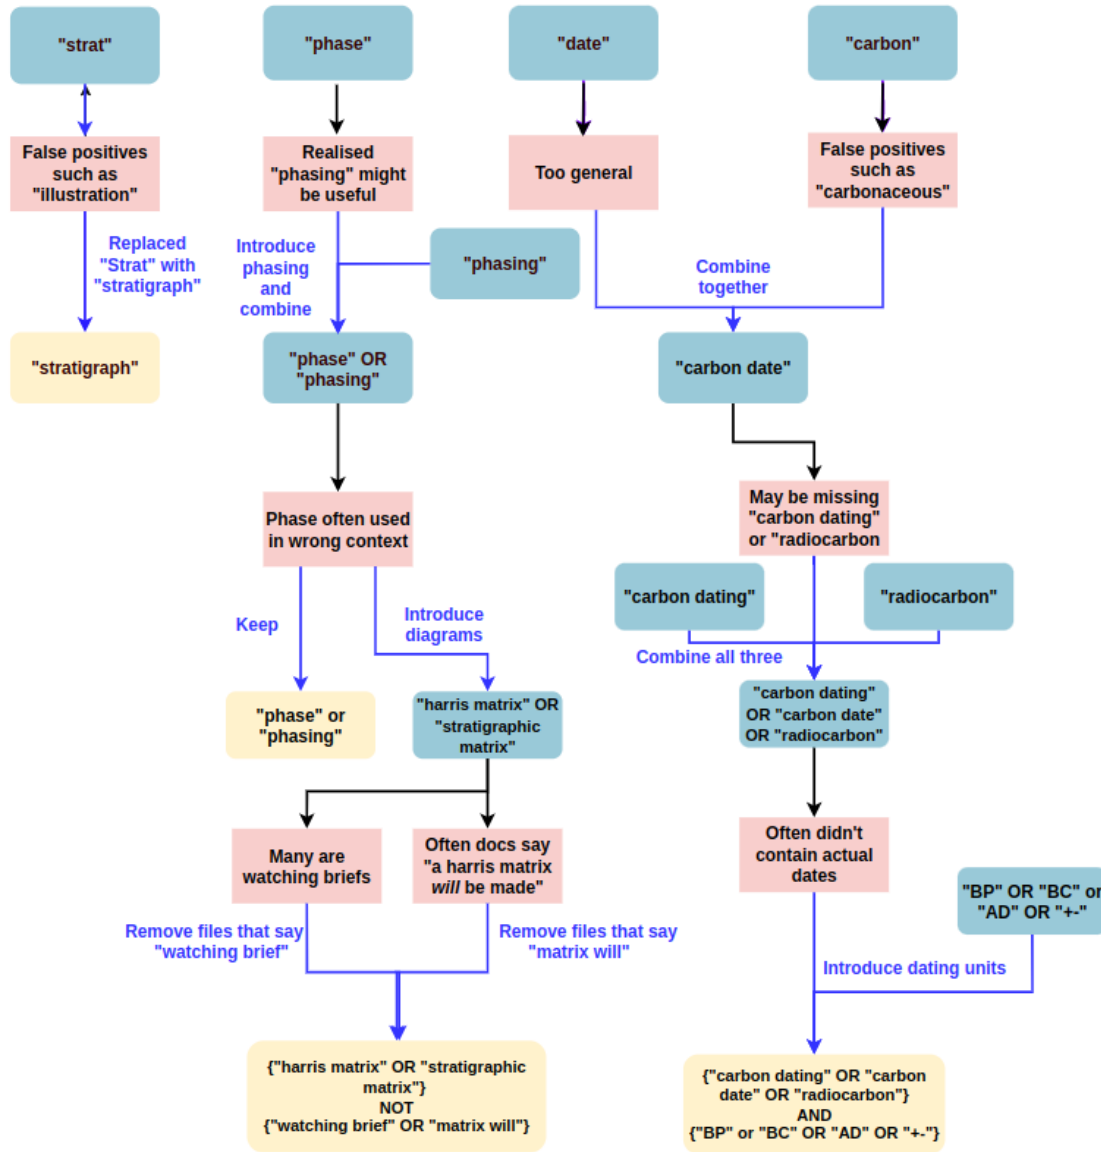 "strat"
"phase"
"date"
"carbon"
False positives
such as
"illustration"
Realised
"phasing" might
be useful
Too general
False positives
such as
"carbonaceous"
Replaced
"Strat" with
"stratigraph"
Introduce
phasing
and
combine
"phasing"
Combine
together
"stratigraph"
"phase" OR
"phasing"
"carbon date"
Phase often used
in wrong context
May be missing
"carbon dating"
or "radiocarbon
Keep
Introduce
diagrams
"carbon dating"
"radiocarbon"
Combine all three
"phase" or
"phasing"
"harris matrix" OR
"stratigraphic
matrix"
"carbon dating"
OR "carbon date"
OR "radiocarbon"
Many are
watching briefs
Often docs say
"a harris matrix
will be made"
Often didn't
contain actual
dates
"BP" OR "BC" or
"AD" OR "+-"
Remove files that say
"watching brief"
Remove files that say
"matrix will"
Introduce dating units
{"harris matrix" OR "stratigraphic
matrix"}
NOT
{"watching brief" OR "matrix will"}
{"carbon dating" OR "carbon
date" OR "radiocarbon"}
AND
{"BP" or "BC" OR "AD" OR "+-"}